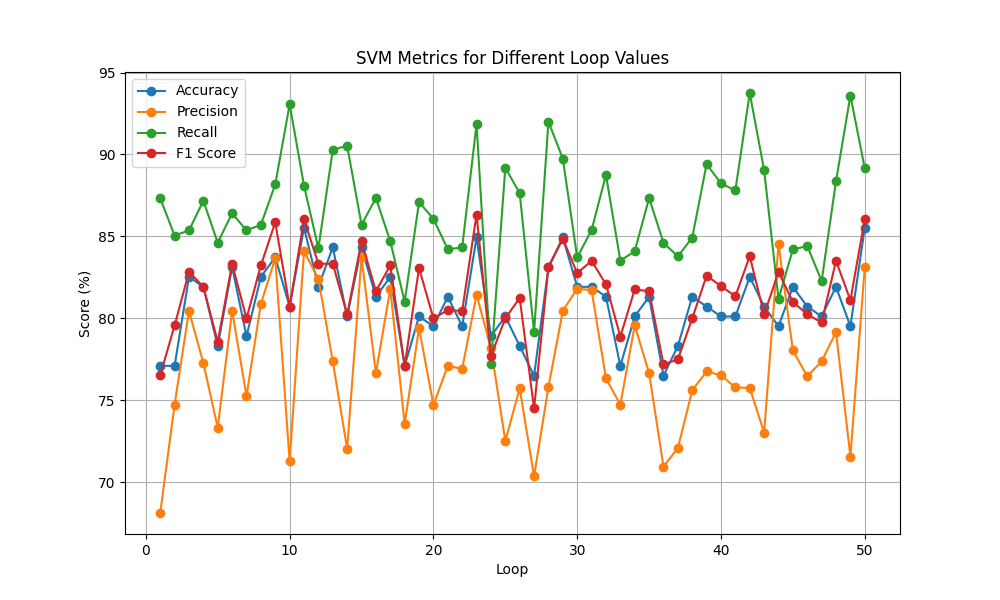 SVM Metrics for Different Loop Values
95
90
85
80
75
70
Score (%)
Accuracy
Precision
Recall
F1 Score
0 10 20 30 40 50
Loop